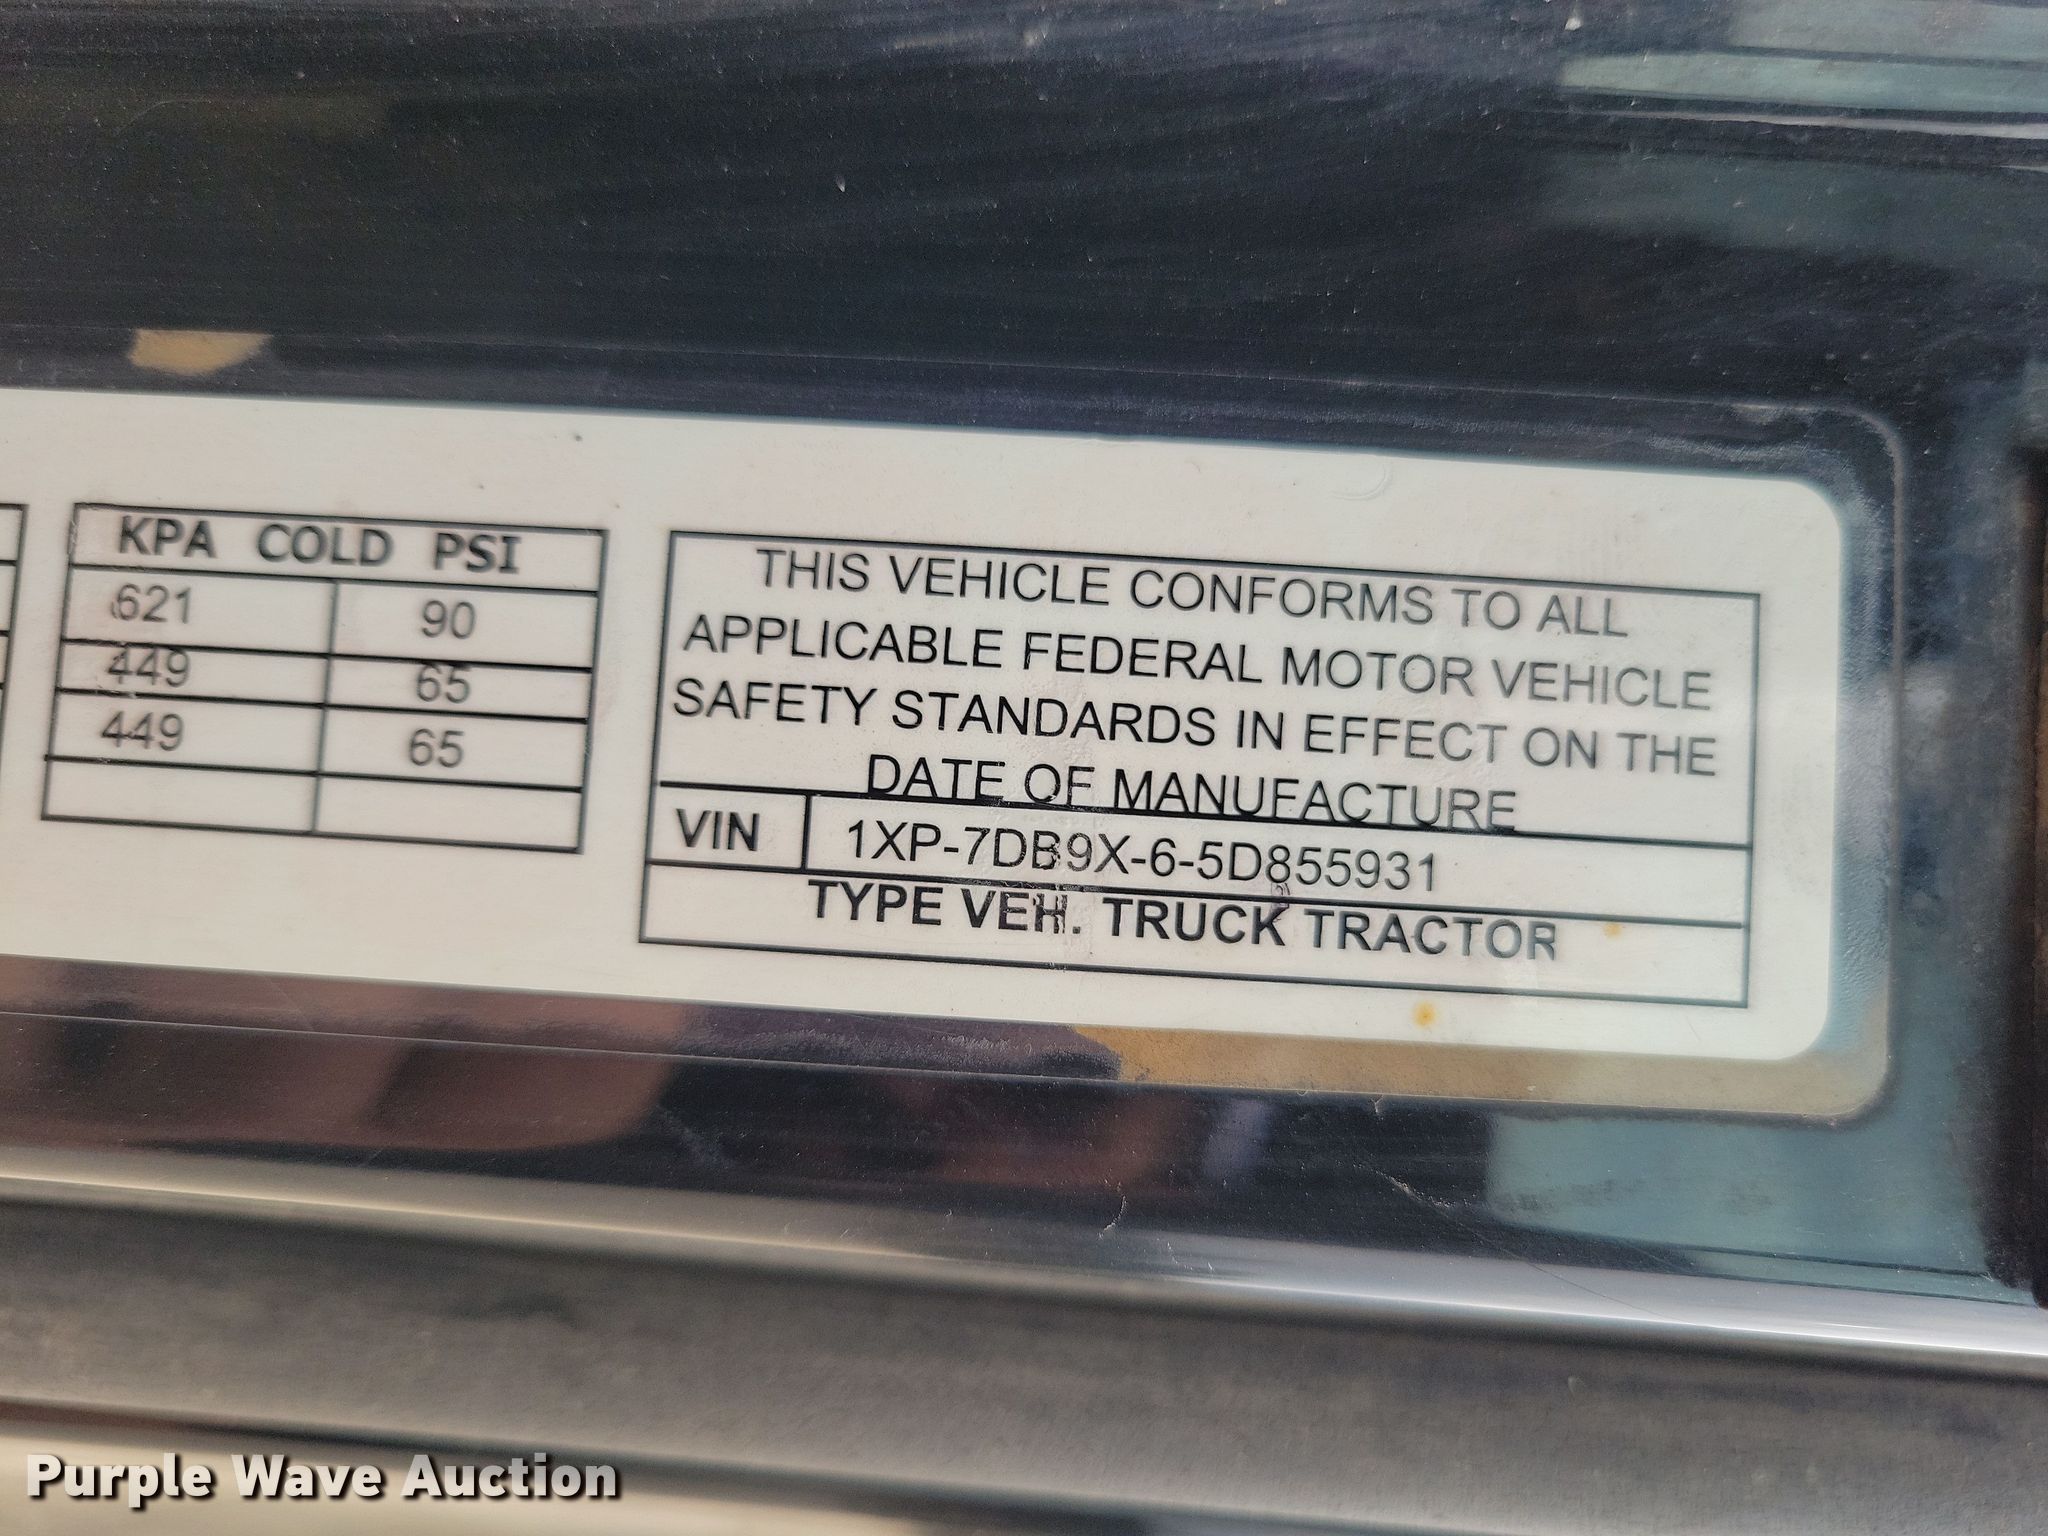 KPA COLD PSI
621 90
449 65
449 65
THIS VEHICLE CONFORMS TO ALL
APPLICABLE FEDERAL MOTOR VEHICLE
SAFETY STANDARDS IN EFFECT ON THE
DATE OF MANUFACTURE
VIN 1XP-7DB9X-6-5D855931
TYPE VEH. TRUCK TRACTOR
Purple Wave Auction